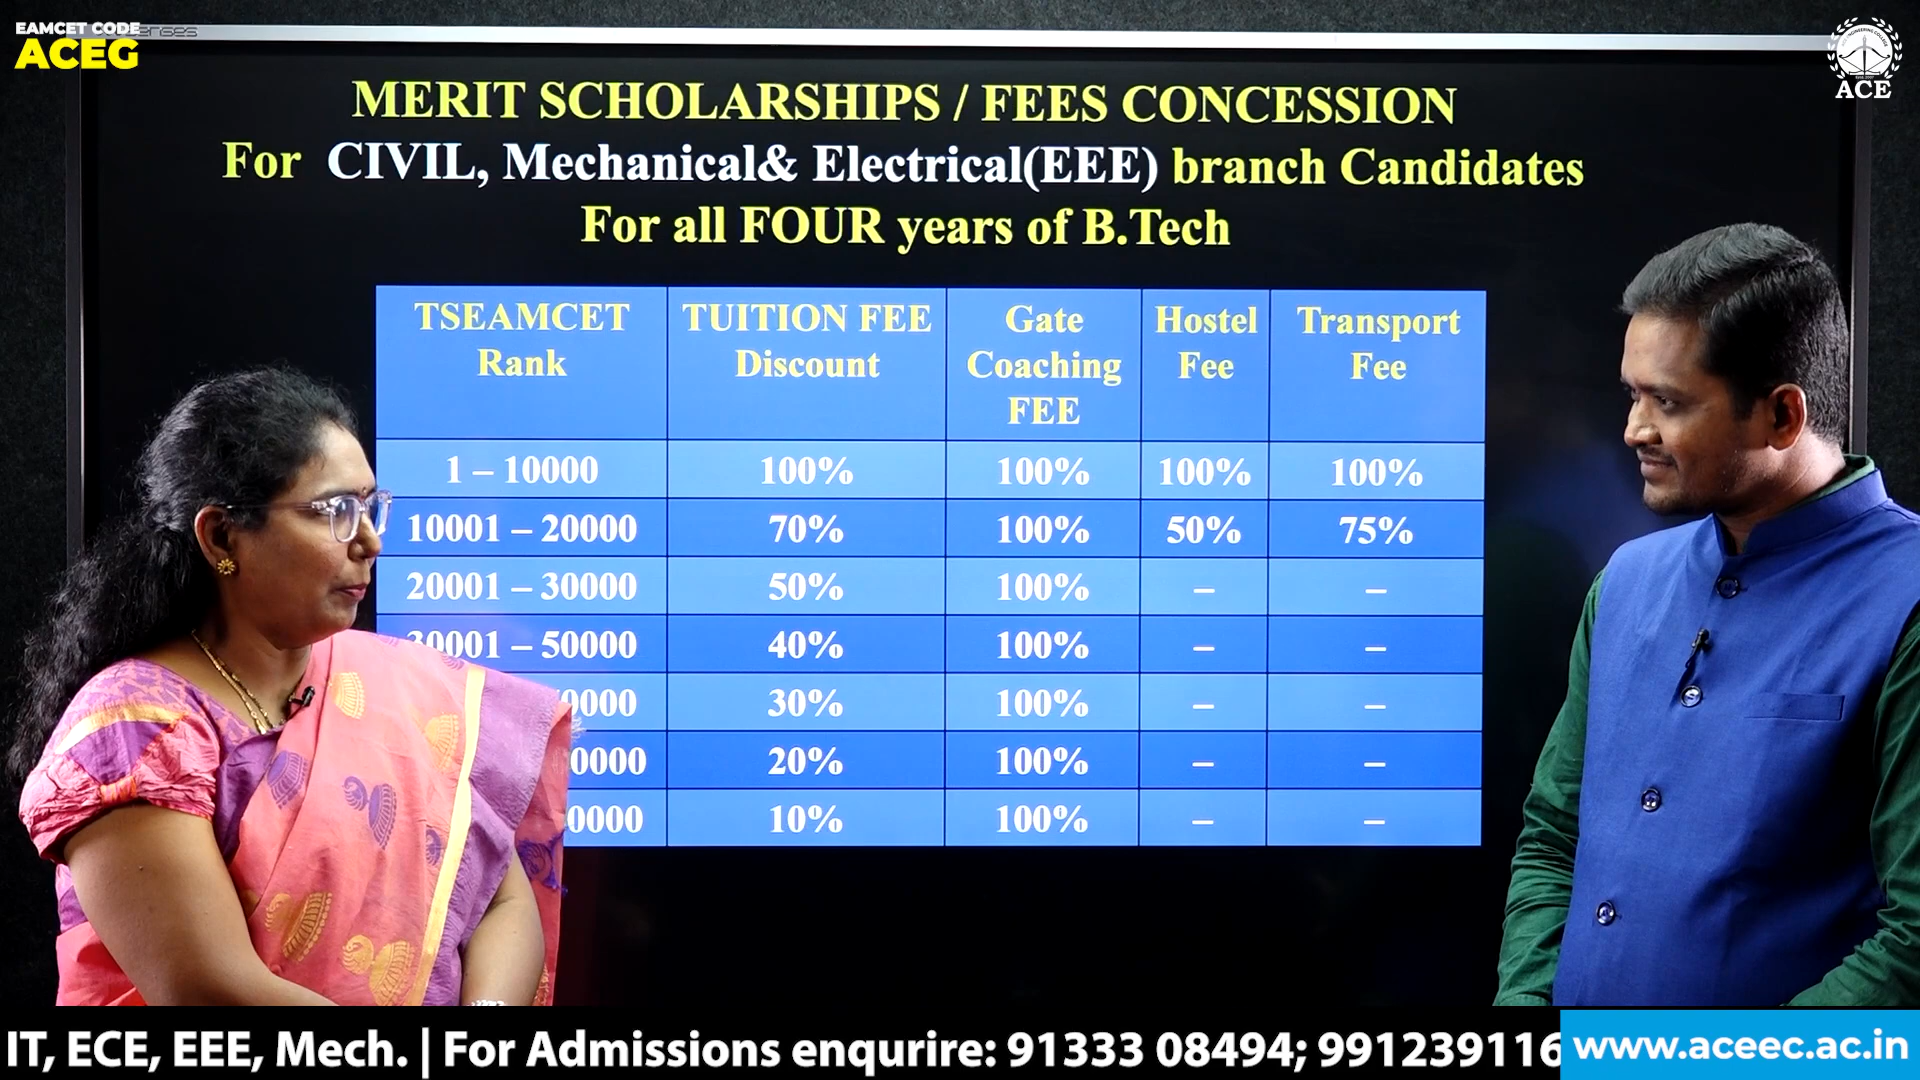 EAMCET CODE
ACEG
ACE
MERIT SCHOLARSHIPS / FEES CONCESSION
For CIVIL, Mechanical& Electrical(EEE) branch Candidates
For all FOUR years of B.Tech
TSEAMCET Rank TUITION FEE Discount Gate Coaching FEE Hostel Fee Transport Fee
1 – 10000 100% 100% 100% 100%
10001 – 20000 70% 100% 50% 75%
20001 – 30000 50% 100% – –
30001 – 50000 40% 100% – –
0000 30% 100% – –
0000 20% 100% – –
0000 10% 100% – –
IT, ECE, EEE, Mech. | For Admissions enqurire: 91333 08494; 991239116
www.aceec.ac.in